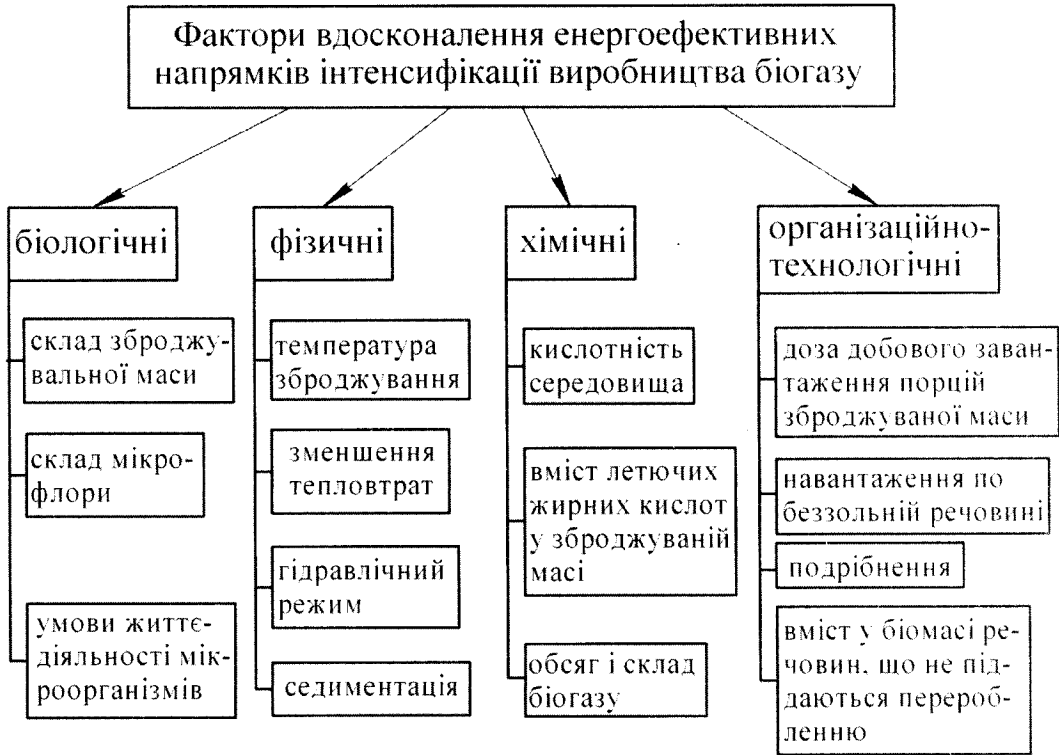 Фактори вдосконалення енергоефективних
напрямків інтенсифікації виробництва біогазу
біологічні
склад зброджу-
вальної маси
склад мікро-
флори
умови життє-
діяльності мік-
роорганізмів
фізичні
температура
зброджування
зменшення
тепловтрат
гідравлічний
режим
седиментація
хімічні
кислотність
середовища
вміст летючих
жирних кислот
у зброджуваній
масі
обсяг і склад
біогазу
організаційно-
технологічні
доза добового заван-
таження порцій
зброджуваної маси
навантаження по
беззольній речовині
подрібнення
вміст у біомасі ре-
човин, що не під-
даються перероб-
ленню